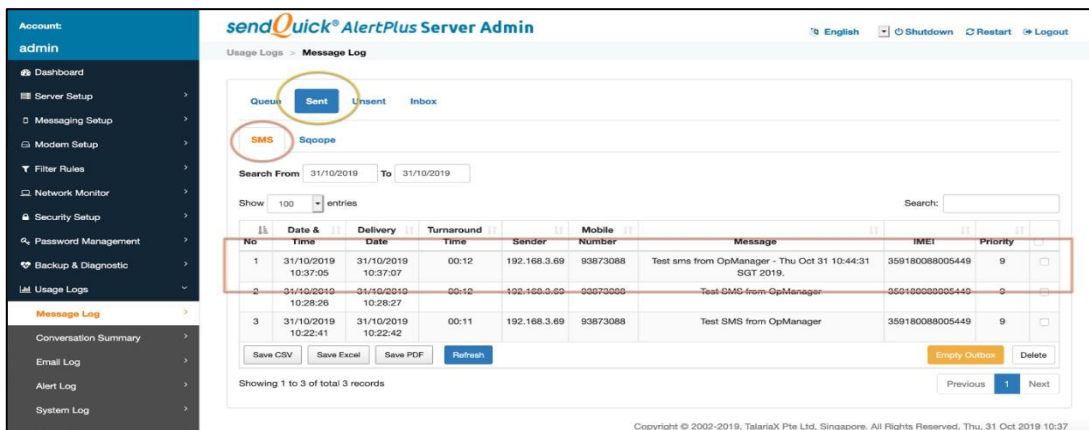 Account:
admin
Dashboard
Server Setup
Messaging Setup
Modem Setup
Filter Rules
Network Monitor
Security Setup
Password Management
Backup & Diagnostic
Usage Logs
Message Log
Conversation Summary
Email Log
Alert Log
System Log
sendQuick® AlertPlus Server Admin
English Shutdown Restart Logout
Usage Logs > Message Log
Queue Sent Unsent Inbox
SMS Sqoope
Search From 31/10/2019 To 31/10/2019
Show 100 entries Search:
No Date & Time Delivery Date Turnaround Time Sender Mobile Number Message IMEI Priority
1 31/10/2019 10:37:05 31/10/2019 10:37:07 00:12 192.168.3.69 93873088 Test sms from OpManager - Thu Oct 31 10:44:31 SGT 2019. 359180088005449 9
2 31/10/2019 10:28:26 31/10/2019 10:28:27 00:12 192.168.3.69 93873088 Test SMS from OpManager 359180088005449 9
3 31/10/2019 10:22:41 31/10/2019 10:22:42 00:11 192.168.3.69 93873088 Test SMS from OpManager 359180088005449 9
Save CSV Save Excel Save PDF Refresh Empty Outbox Delete
Showing 1 to 3 of total 3 records Previous 1 Next
Copyright © 2002-2019, TalariaX Pte Ltd, Singapore. All Rights Reserved. Thu, 31 Oct 2019 10:37